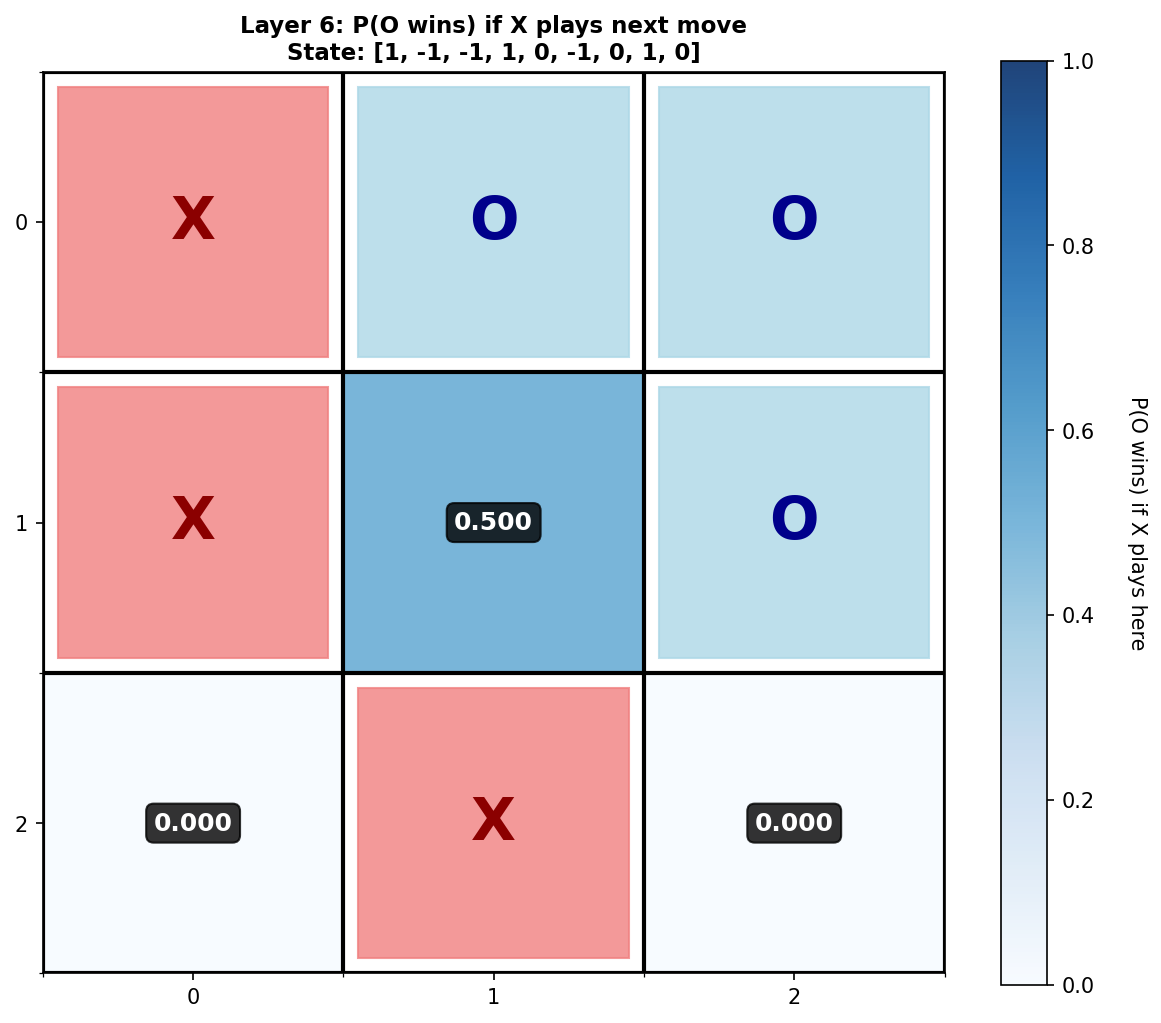 Layer 6: P(O wins) if X plays next move
State: [1, -1, -1, 1, 0, -1, 0, 1, 0]
X
O
O
X
0.500
O
0.000
X
0.000
0
1
2
0
1
2
1.0
0.8
0.6
0.4
0.2
0.0
P(O wins) if X plays here